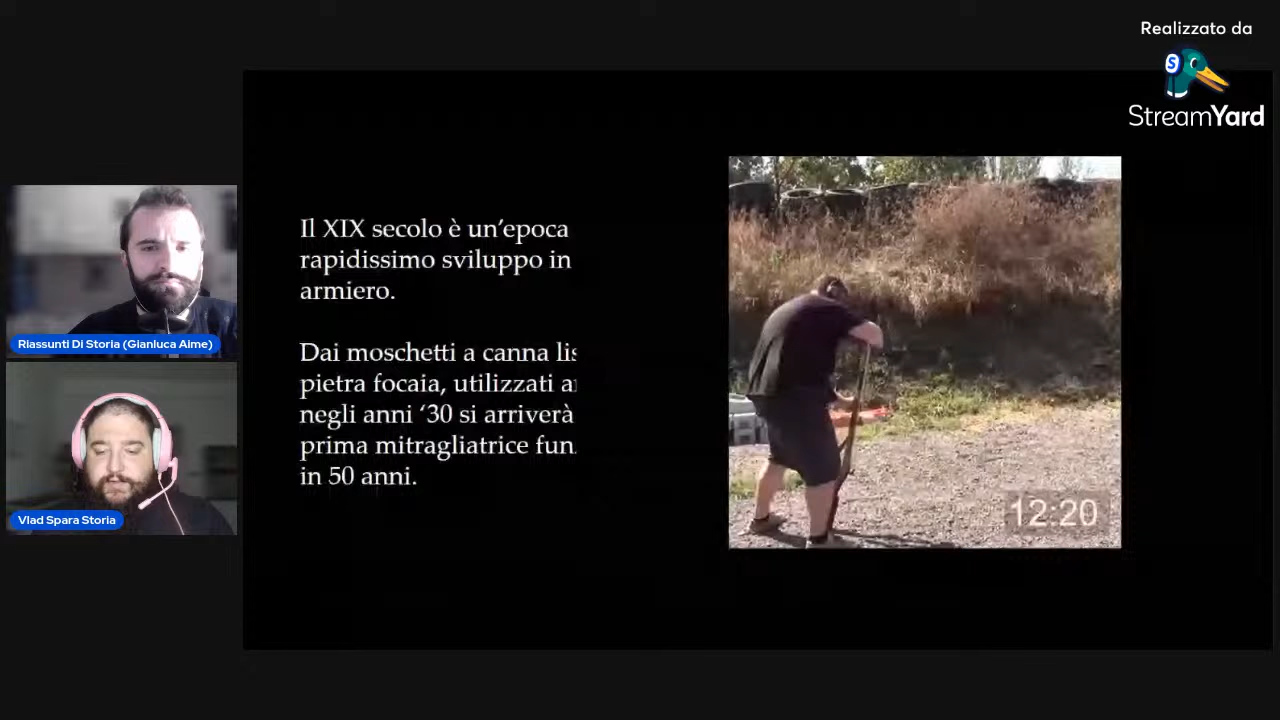 Realizzato da
StreamYard
Il XIX secolo è un'epoca
rapidissimo sviluppo in
armiero.
Dai moschetti a canna lis
pietra focaia, utilizzati a
negli anni '30 si arriverà
prima mitragliatrice fun
in 50 anni.
12:20
Riassunti Di Storia (Gianluca Aime)
Vlad Spara Storia